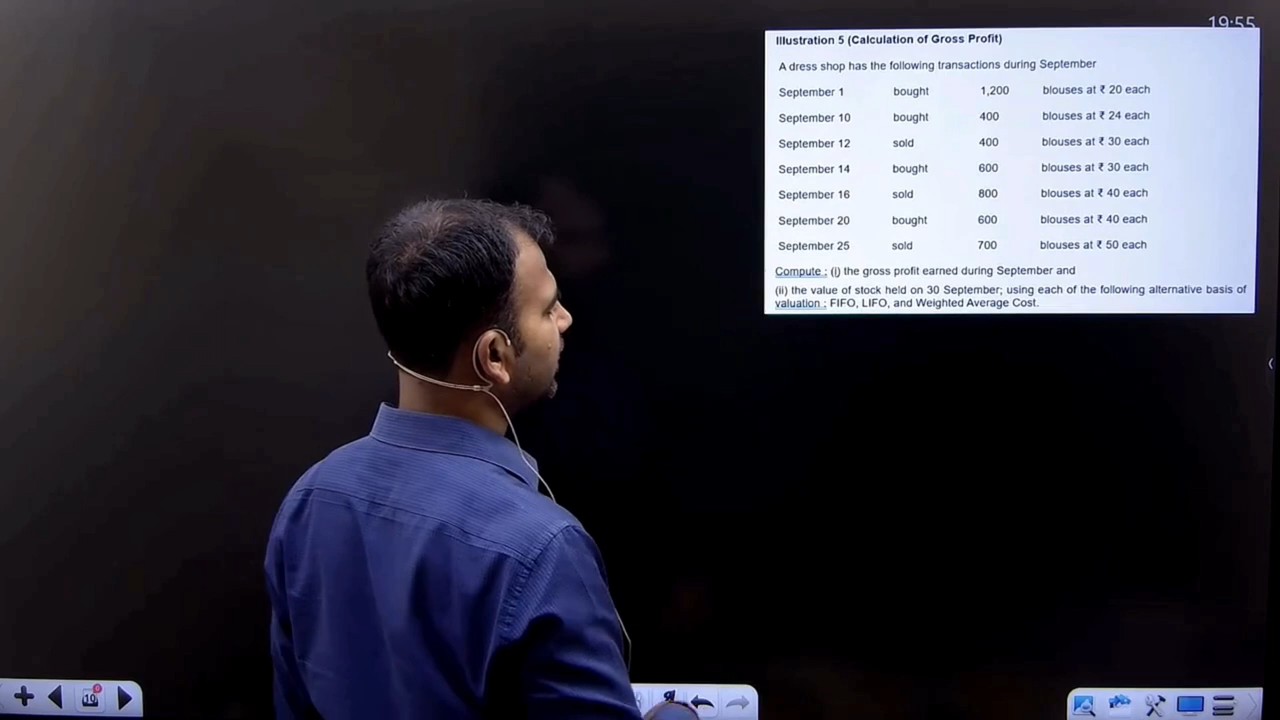 19:55
Illustration 5 (Calculation of Gross Profit)
A dress shop has the following transactions during September
September 1 bought 1,200 blouses at ₹ 20 each
September 10 bought 400 blouses at ₹ 24 each
September 12 sold 400 blouses at ₹ 30 each
September 14 bought 600 blouses at ₹ 30 each
September 16 sold 800 blouses at ₹ 40 each
September 20 bought 600 blouses at ₹ 40 each
September 25 sold 700 blouses at ₹ 50 each
Compute : (i) the gross profit earned during September and
(ii) the value of stock held on 30 September; using each of the following alternative basis of
valuation : FIFO, LIFO, and Weighted Average Cost.
10